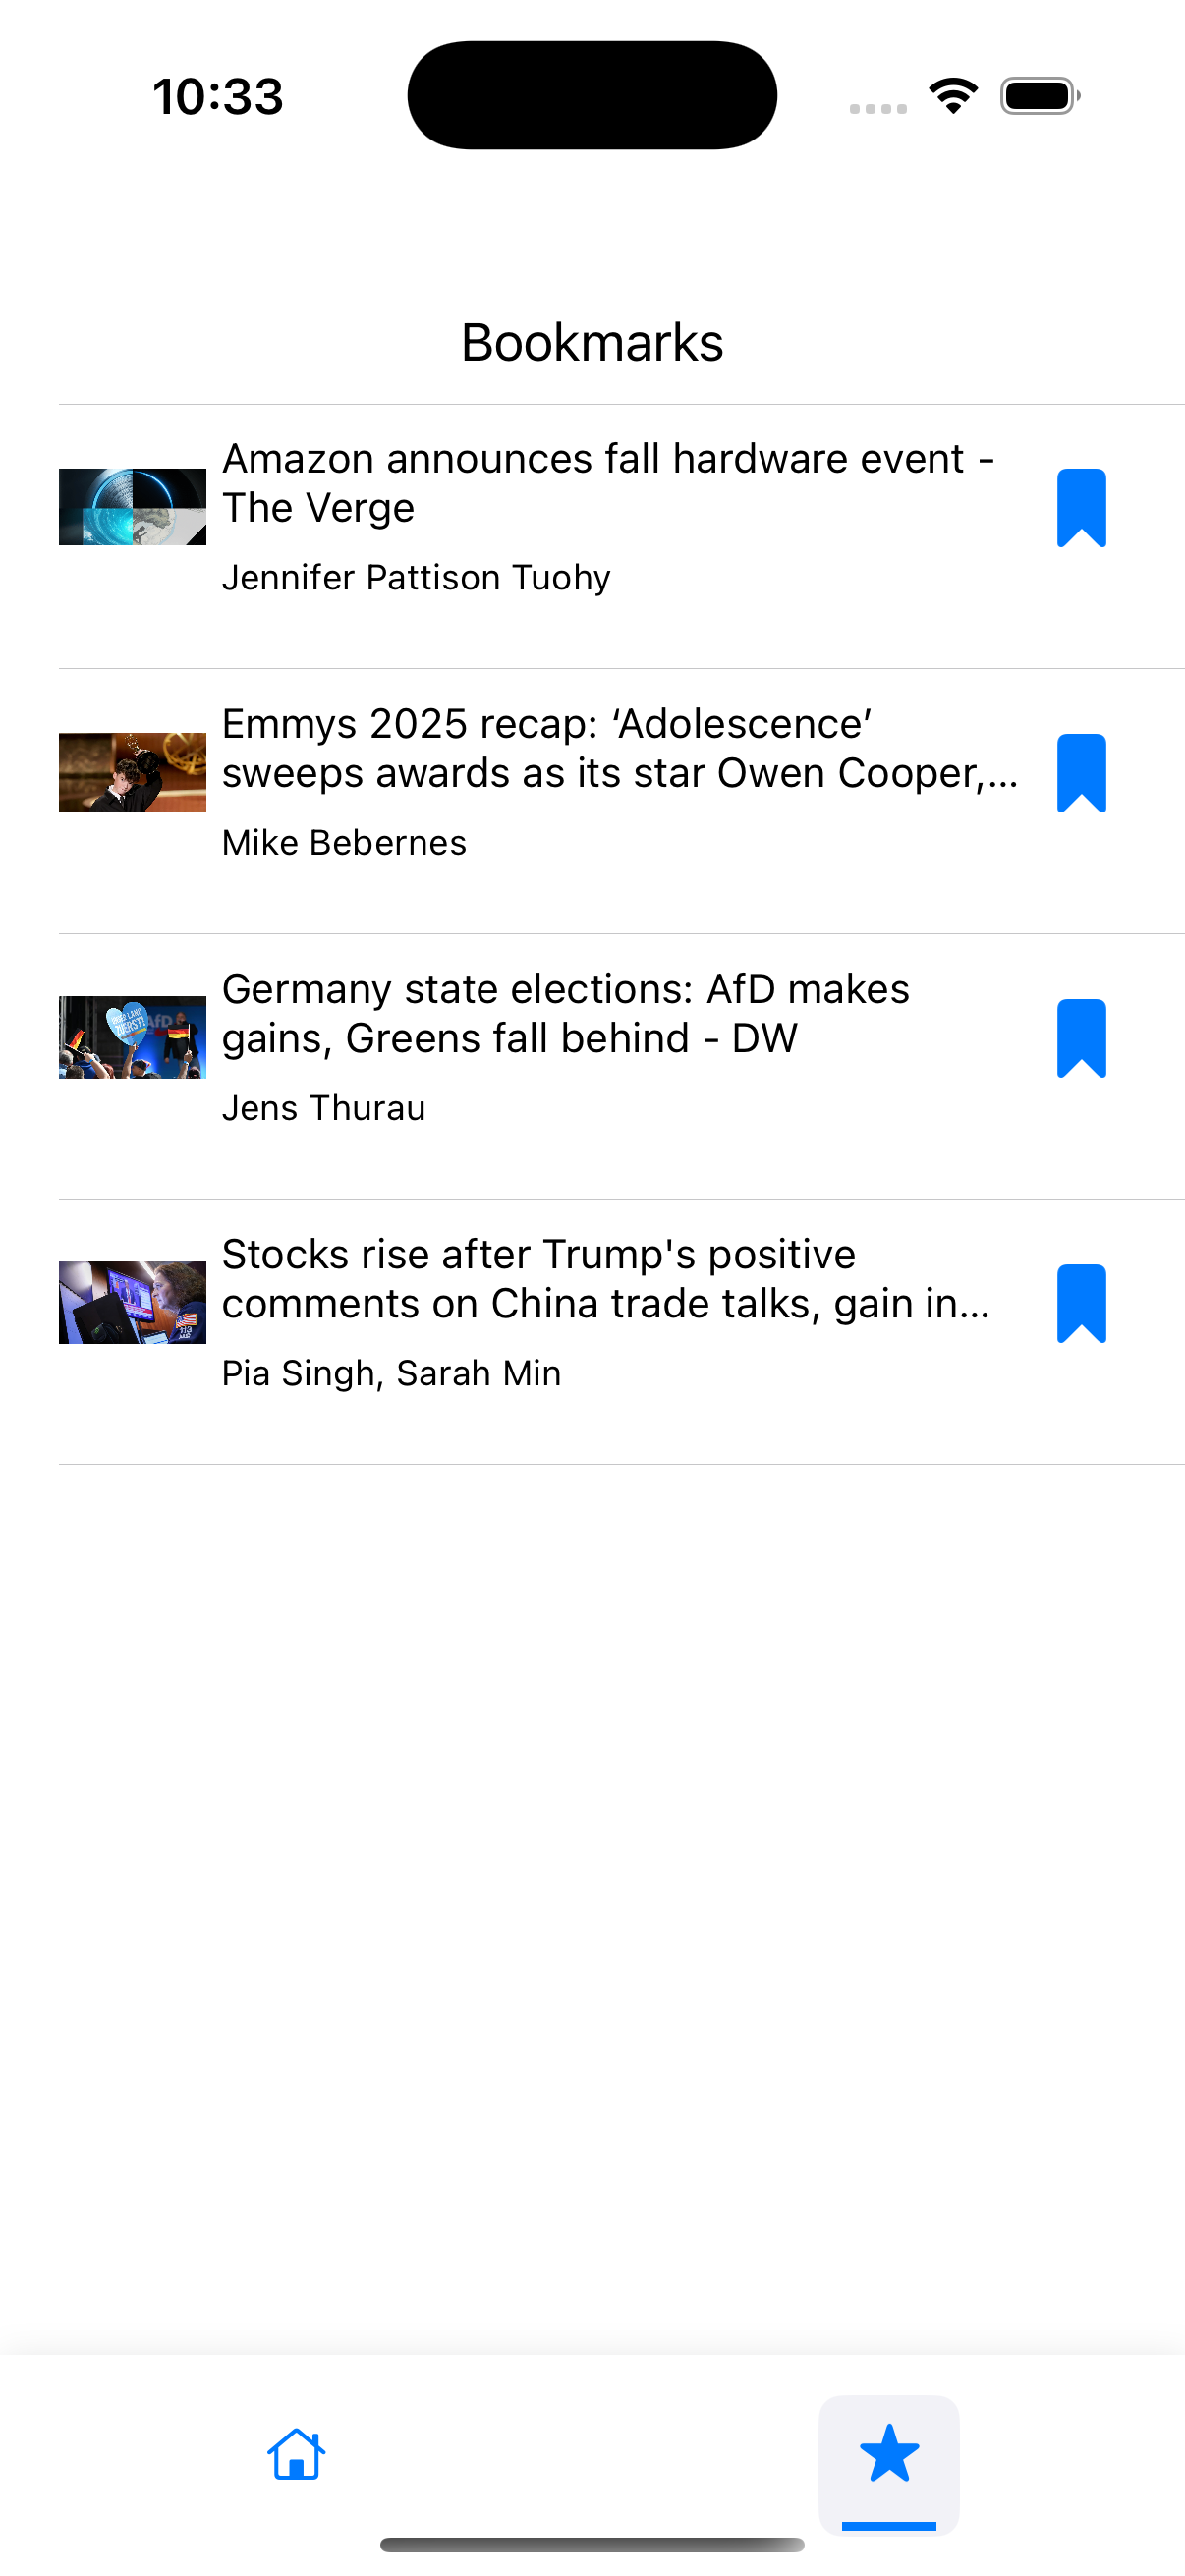 10:33
Bookmarks
Amazon announces fall hardware event -
The Verge
Jennifer Pattison Tuohy
Emmys 2025 recap: ‘Adolescence’
sweeps awards as its star Owen Cooper,...
Mike Bebernes
Germany state elections: AfD makes
gains, Greens fall behind - DW
Jens Thurau
AfD
ZUERST!
Stocks rise after Trump's positive
comments on China trade talks, gain in...
Pia Singh, Sarah Min